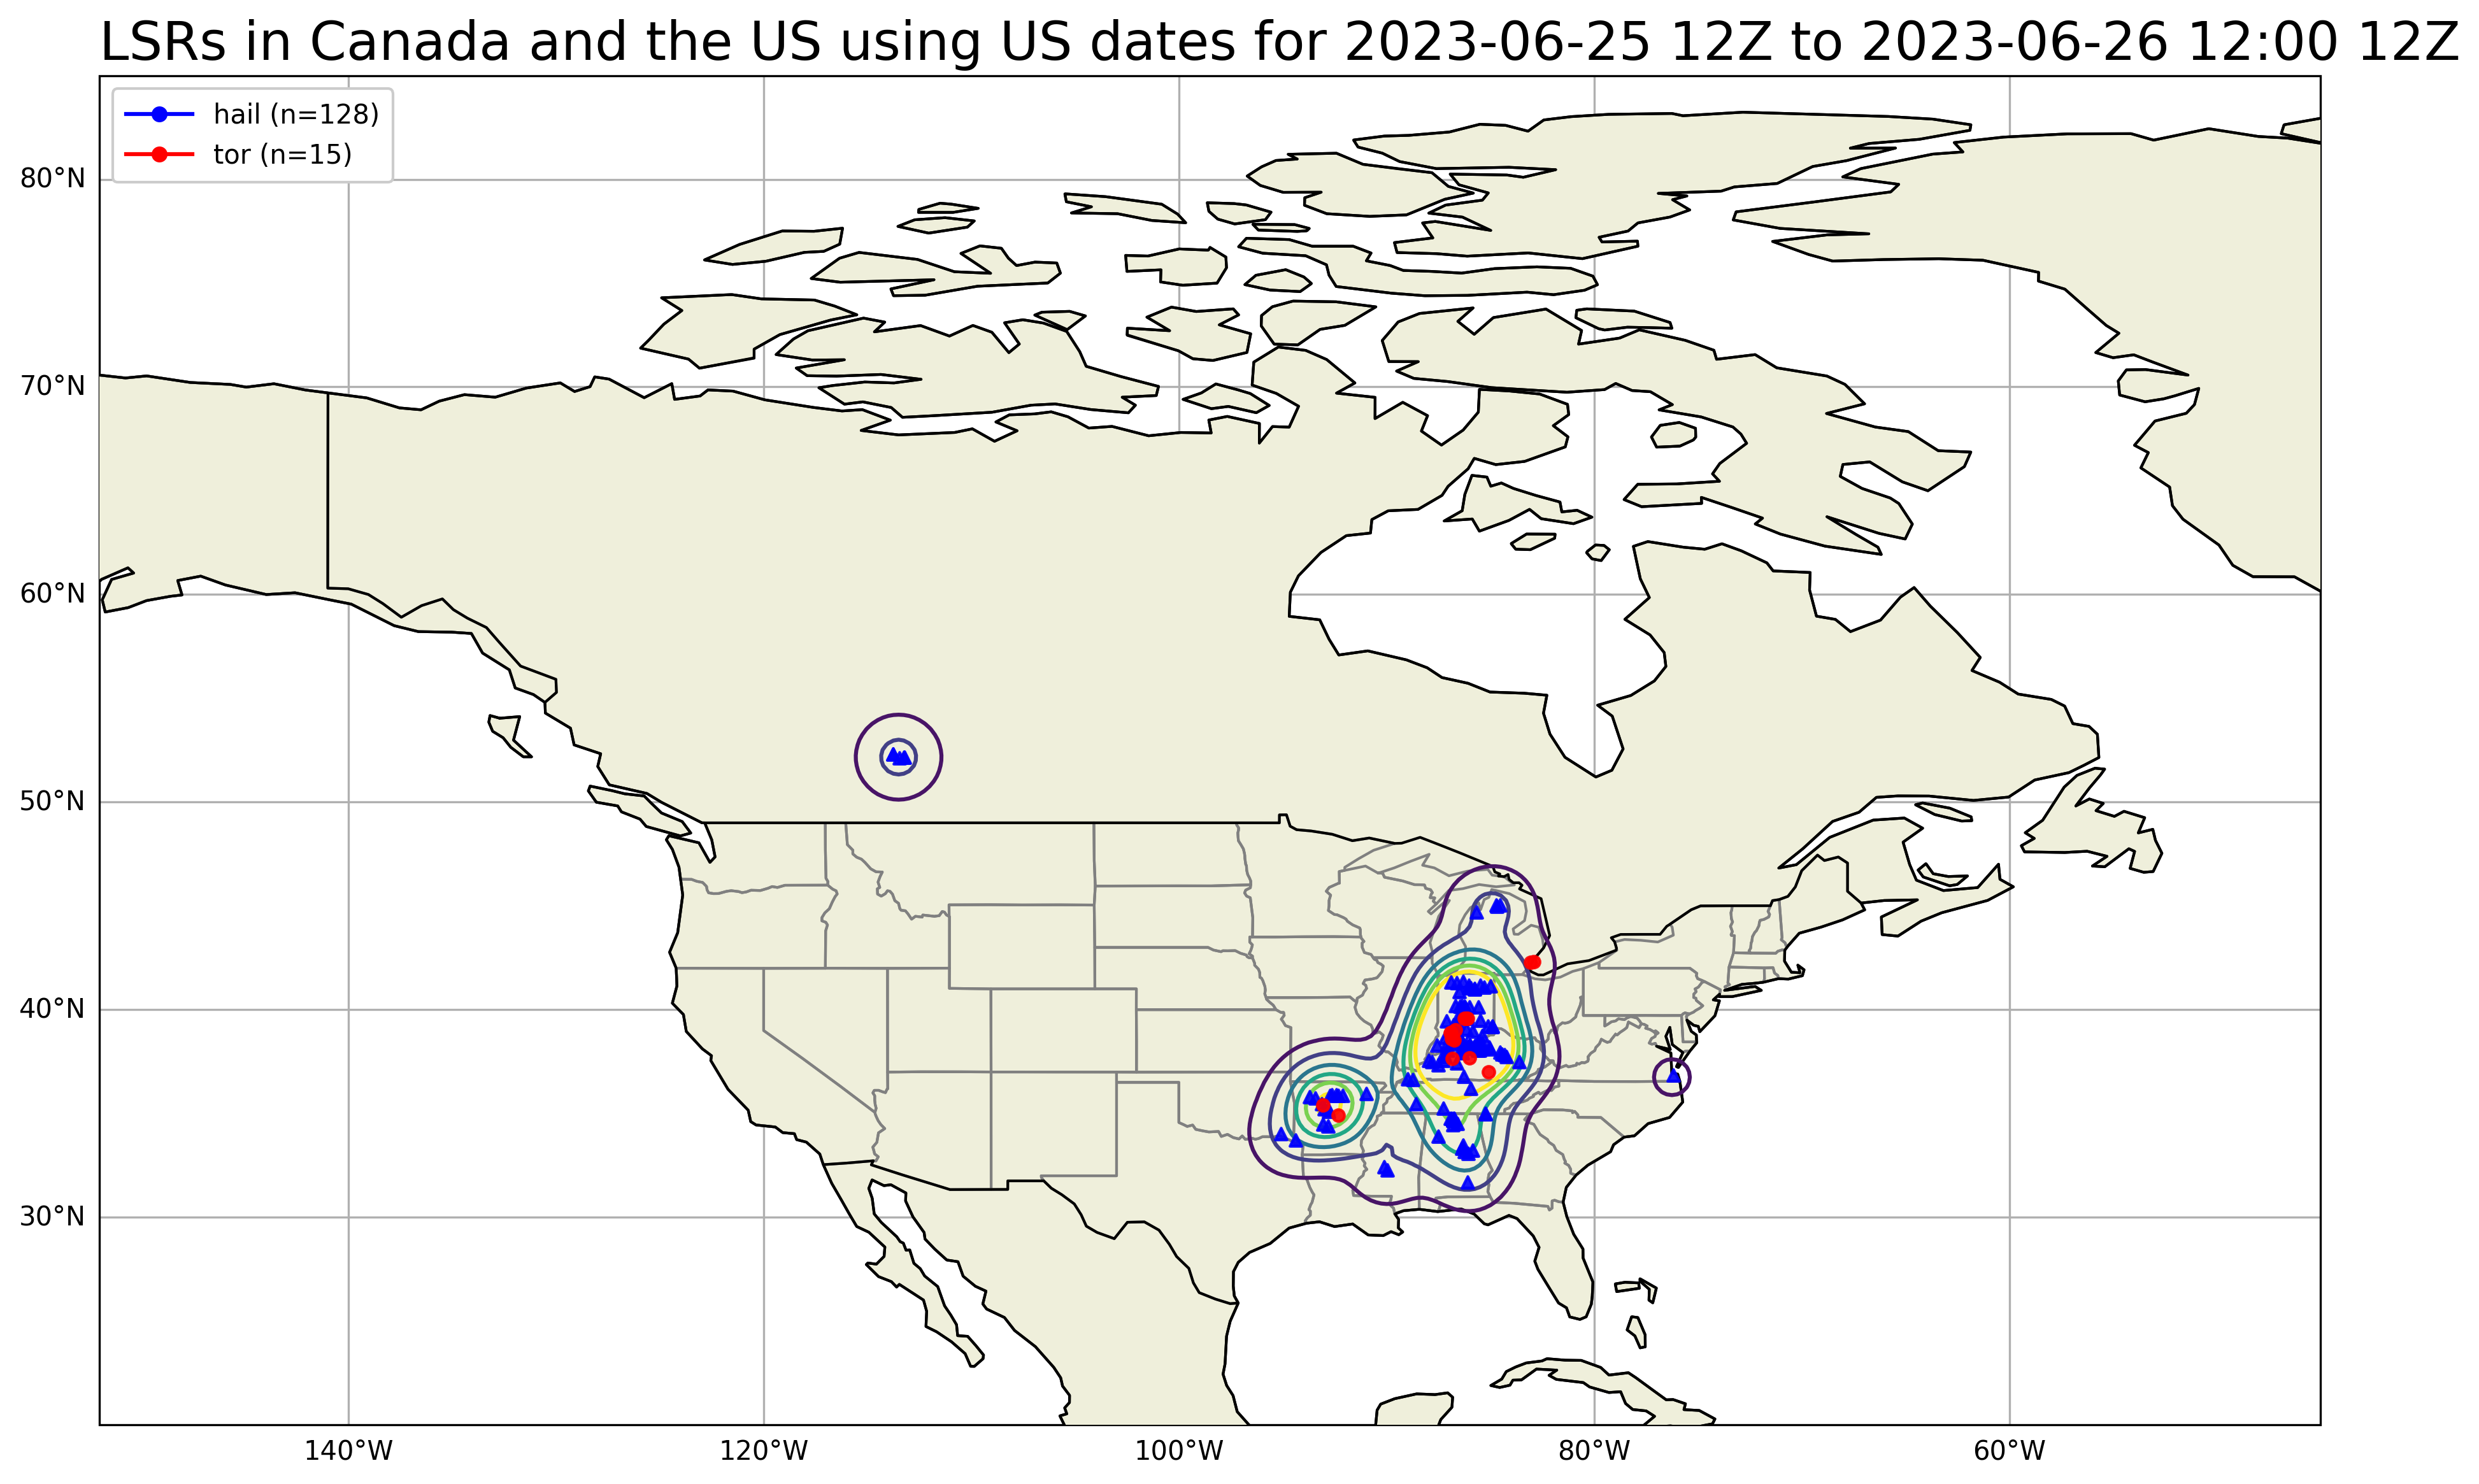 LSRs in Canada and the US using US dates for 2023-06-25 12Z to 2023-06-26 12:00 12Z
hail (n=128)
tor (n=15)
80°N
70°N
60°N
50°N
40°N
30°N
140°W
120°W
100°W
80°W
60°W